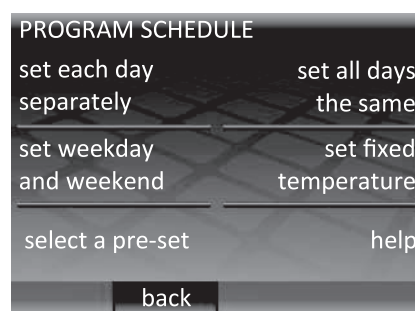 PROGRAM SCHEDULE
set each day
separately
set all days
the same
set weekday
and weekend
set fixed
temperature
select a pre-set
help
back